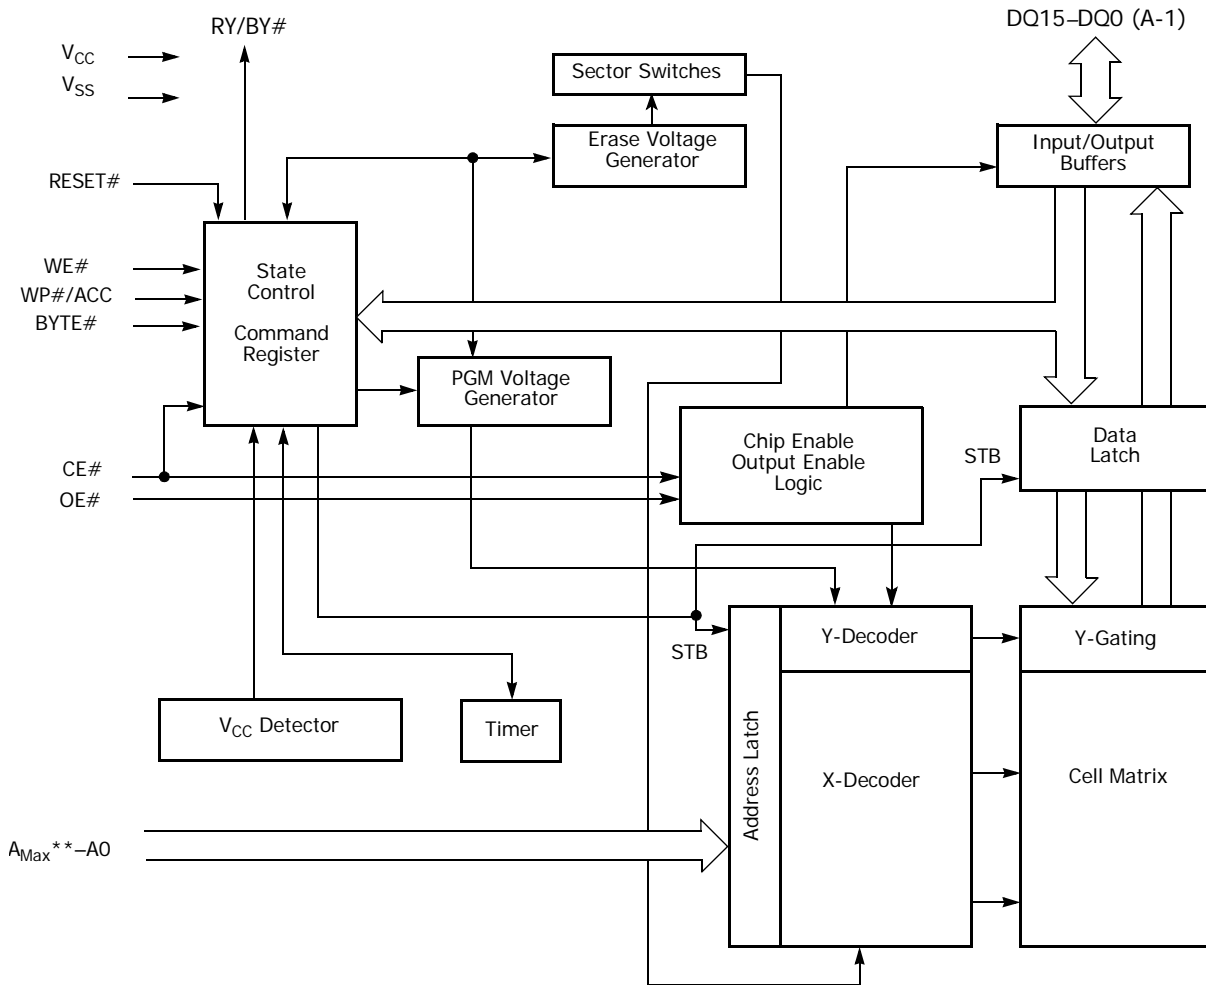 RY/BY#
DQ15–DQ0 (A-1)
VCC
VSS
Sector Switches
Erase Voltage
Generator
Input/Output
Buffers
RESET#
WE#
WP#/ACC
BYTE#
State
Control
Command
Register
PGM Voltage
Generator
CE#
OE#
Chip Enable
Output Enable
Logic
STB
Data
Latch
STB
Y-Decoder
Y-Gating
VCC Detector
Timer
Address Latch
X-Decoder
Cell Matrix
AMax**–A0